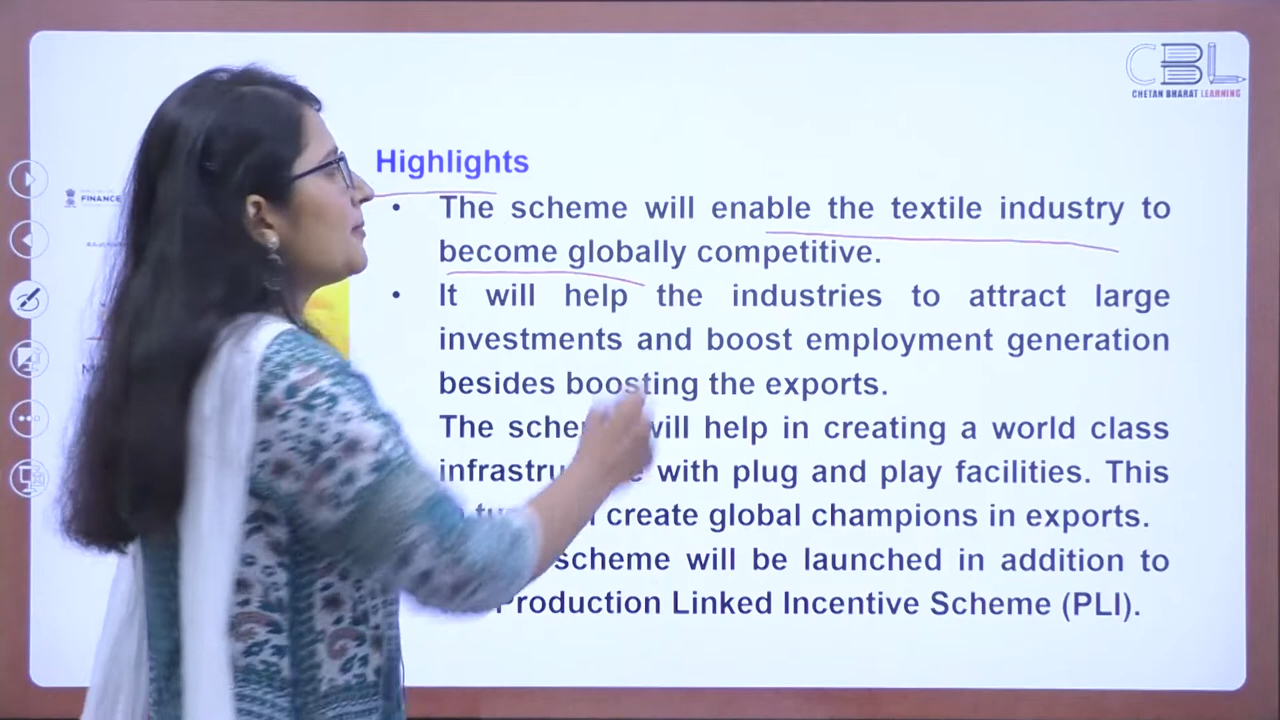 CBL
CHETAN BHARAT LEARNING
FINANCE
Highlights
• The scheme will enable the textile industry to
become globally competitive.
• It will help the industries to attract large
investments and boost employment generation
besides boosting the exports.
The will help in creating a world class
with plug and play facilities. This
create global champions in exports.
scheme will be launched in addition to
Production Linked Incentive Scheme (PLI).